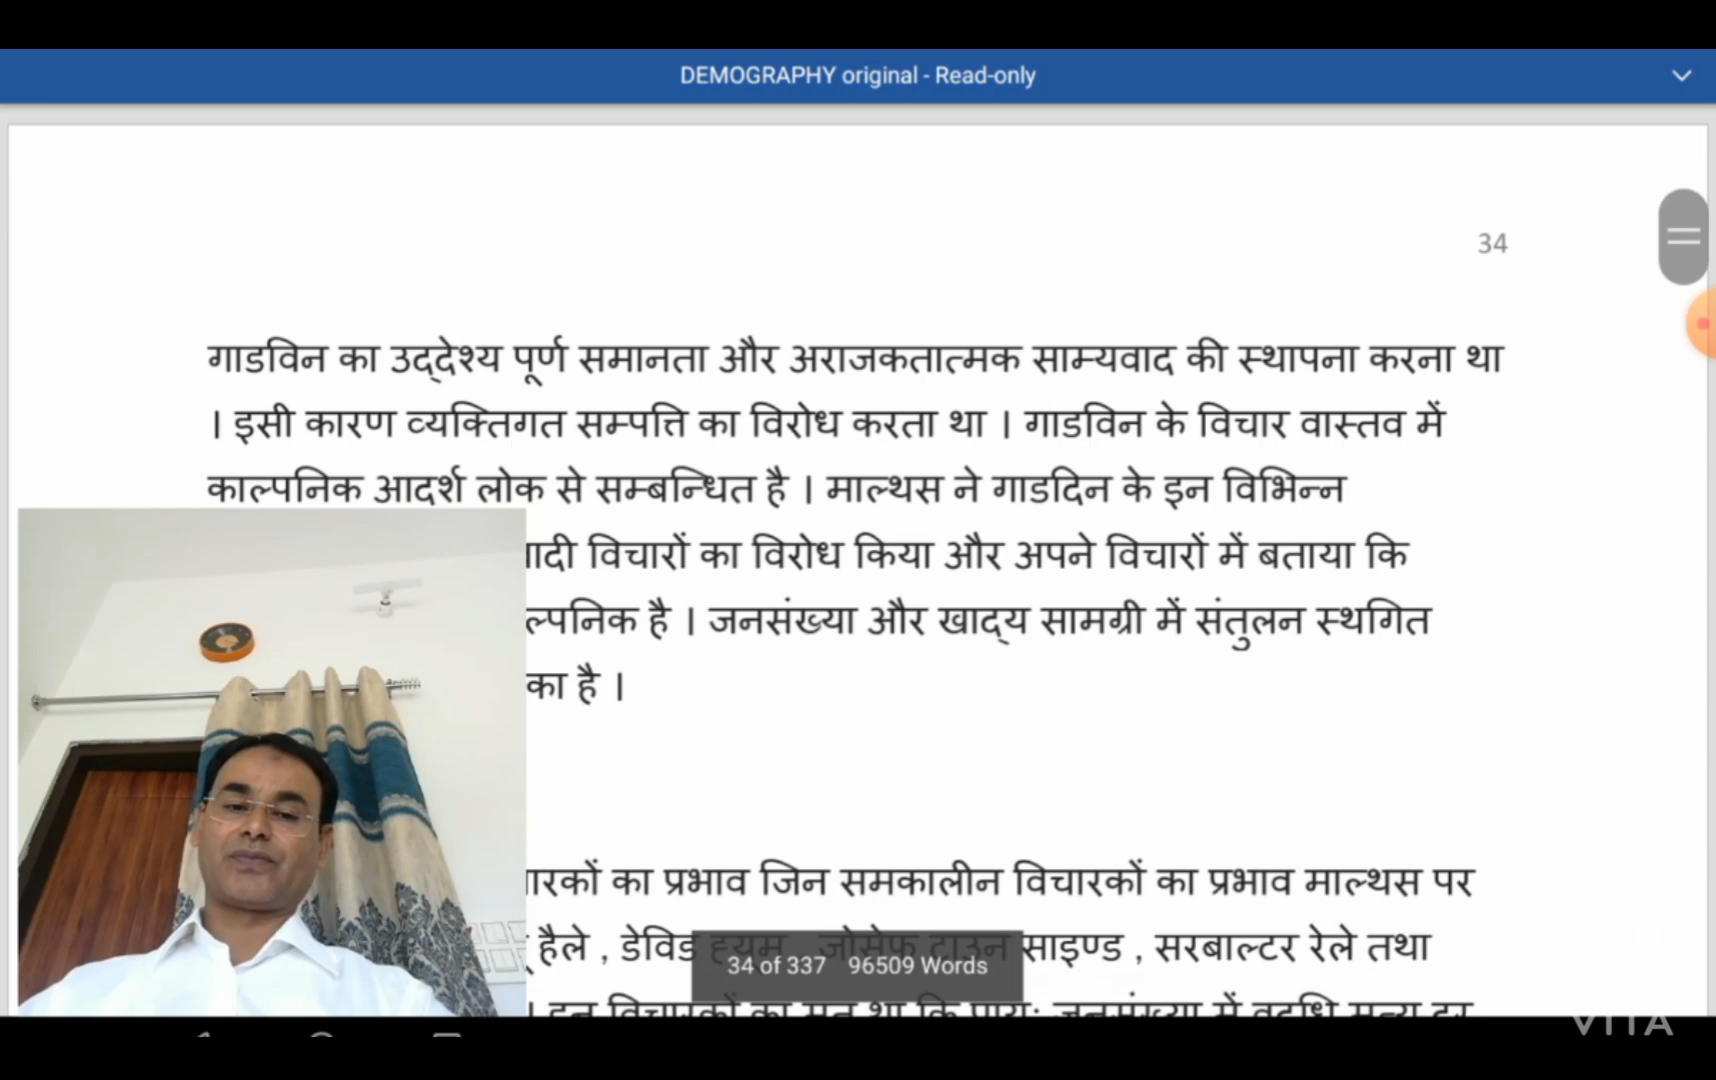 DEMOGRAPHY original - Read-only
34
गाडविन का उद्देश्य पूर्ण समानता और अराजकतात्मक साम्यवाद की स्थापना करना था
। इसी कारण व्यक्तिगत सम्पत्ति का विरोध करता था । गाडविन के विचार वास्तव में
काल्पनिक आदर्श लोक से सम्बन्धित है । माल्थस ने गाडदिन के इन विभिन्न
विचारों का विरोध किया और अपने विचारों में बताया कि
है । जनसंख्या और खाद्य सामग्री में संतुलन स्थगित
है ।
का प्रभाव जिन समकालीन विचारकों का प्रभाव माल्थस पर
हैले , डेविड ह्यूम , जोसेफ टाउन साइण्ड , सरबाल्टर रेले तथा
34 of 337 96509 Words
VITA